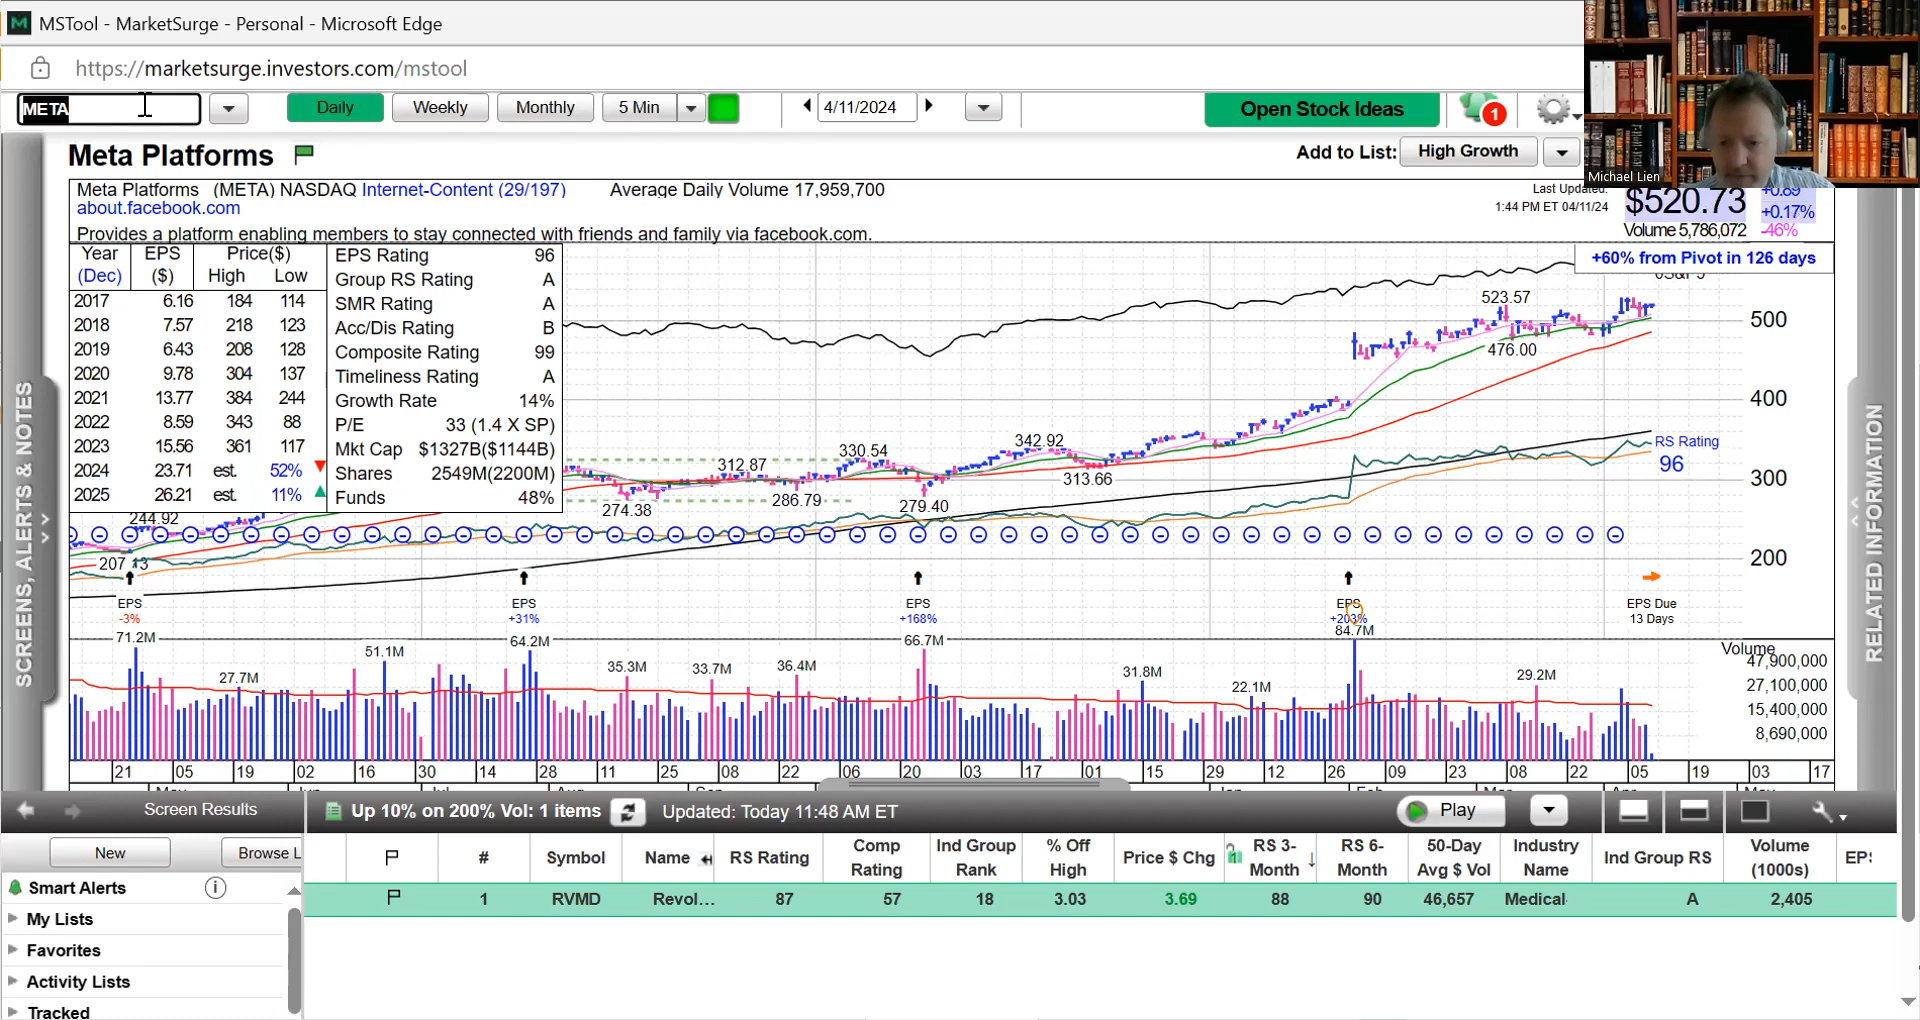 MSTool - MarketSurge - Personal - Microsoft Edge
https://marketsurge.investors.com/mstool
META
Daily
Weekly
Monthly
5 Min
4/11/2024
Open Stock Ideas
1
Michael Lien
Meta Platforms
Add to List:
High Growth
Meta Platforms (META) NASDAQ Internet-Content (29/197) Average Daily Volume 17,959,700
about.facebook.com
Provides a platform enabling members to stay connected with friends and family via facebook.com.
Last Updated:
1:44 PM ET 04/11/24
$520.73
+0.89
+0.17%
Volume 5,786,072 -46%
+60% from Pivot in 126 days
Year EPS Price($)
(Dec) ($) High Low
2017 6.16 184 114
2018 7.57 218 123
2019 6.43 208 128
2020 9.78 304 137
2021 13.77 384 244
2022 8.59 343 88
2023 15.56 361 117
2024 23.71 est. 52%
2025 26.21 est. 11%
EPS Rating 96
Group RS Rating A
SMR Rating A
Acc/Dis Rating B
Composite Rating 99
Timeliness Rating A
Growth Rate 14%
P/E 33 (1.4 X SP)
Mkt Cap $1327B($1144B)
Shares 2549M(2200M)
Funds 48%
523.57
476.00
342.92
330.54
312.87
313.66
286.79
279.40
274.38
244.92
207.13
500
400
300
200
RS Rating
96
EPS
-3%
71.2M
EPS
+31%
64.2M
EPS
+168%
66.7M
EPS
+203%
84.7M
EPS Due
13 Days
27.7M
51.1M
35.3M
33.7M
36.4M
31.8M
22.1M
29.2M
Volume
47,900,000
27,100,000
15,400,000
8,690,000
21 05 19 02 16 30 14 28 11 25 08 22 06 20 03 17 01 15 29 12 26 09 23 08 22 05 19 03 17
SCREENS, ALERTS & NOTES
RELATED INFORMATION
Screen Results
Up 10% on 200% Vol: 1 items
Updated: Today 11:48 AM ET
Play
New
Browse L
Smart Alerts
My Lists
Favorites
Activity Lists
Tracked
# Symbol Name RS Rating Comp Rating Ind Group Rank % Off High Price $ Chg RS 3-Month RS 6-Month 50-Day Avg $ Vol Industry Name Ind Group RS Volume (1000s) EPS
1 RVMD Revol... 87 57 18 3.03 3.69 88 90 46,657 Medical A 2,405